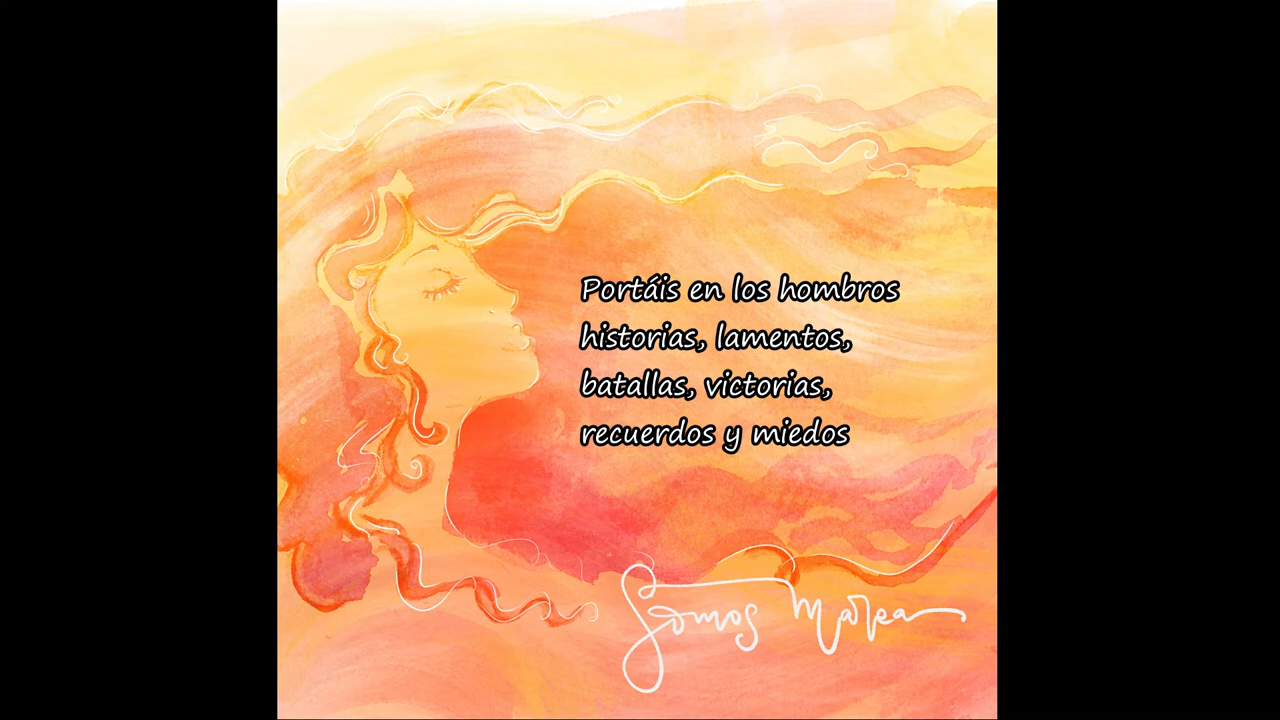 Portáis en los hombros
historias, lamentos,
batallas, victorias,
recuerdos y miedos
Somos Marea